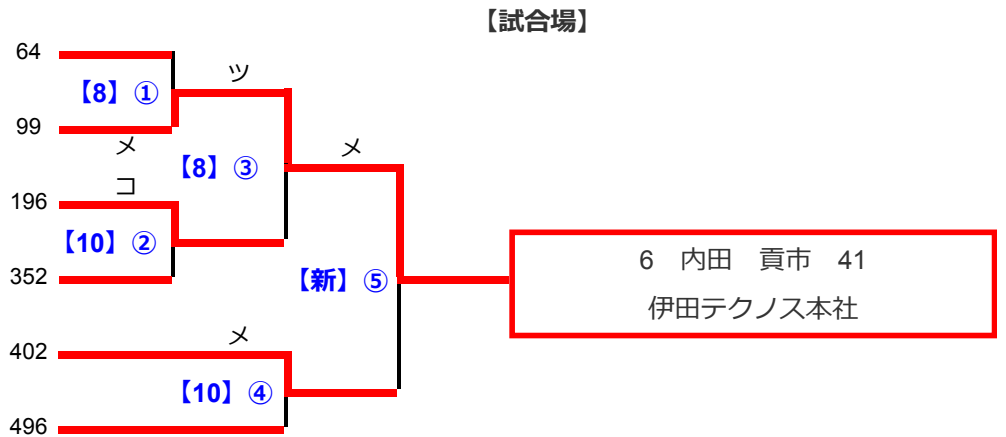 【試合場】
64
ツ
【8】 ①
99
メ
メ
【8】 ③
コ
196
【10】 ②
6 内田 貢市 41
352
【新】 ⑤
伊田テクノス本社
メ
402
【10】 ④
496